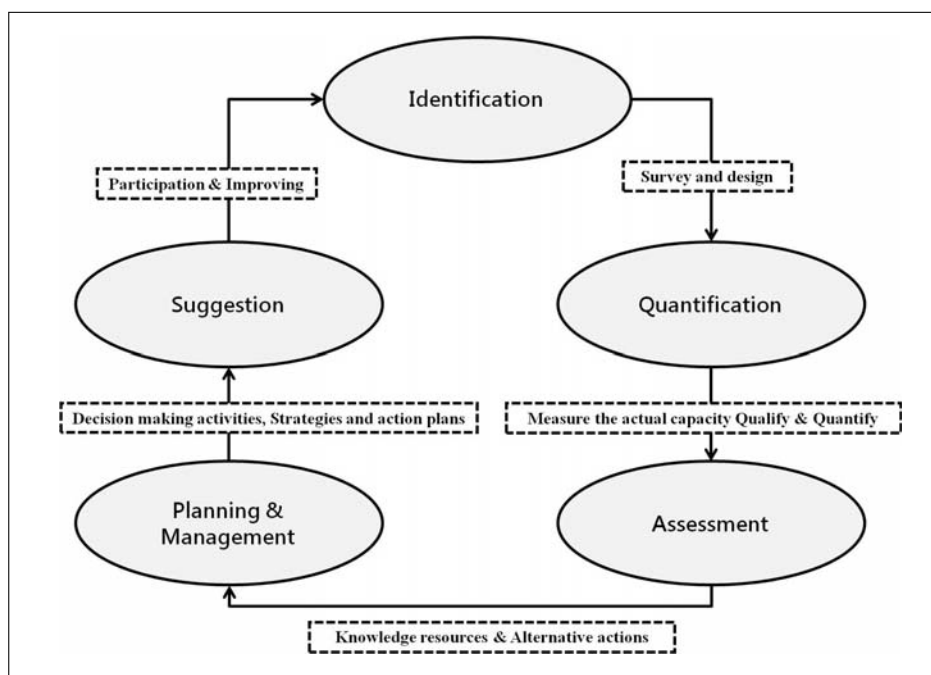 Identification
Participation & Improving
Survey and design
Suggestion
Quantification
Decision making activities, Strategies and action plans
Measure the actual capacity Qualify & Quantify
Planning &
Management
Assessment
Knowledge resources & Alternative actions